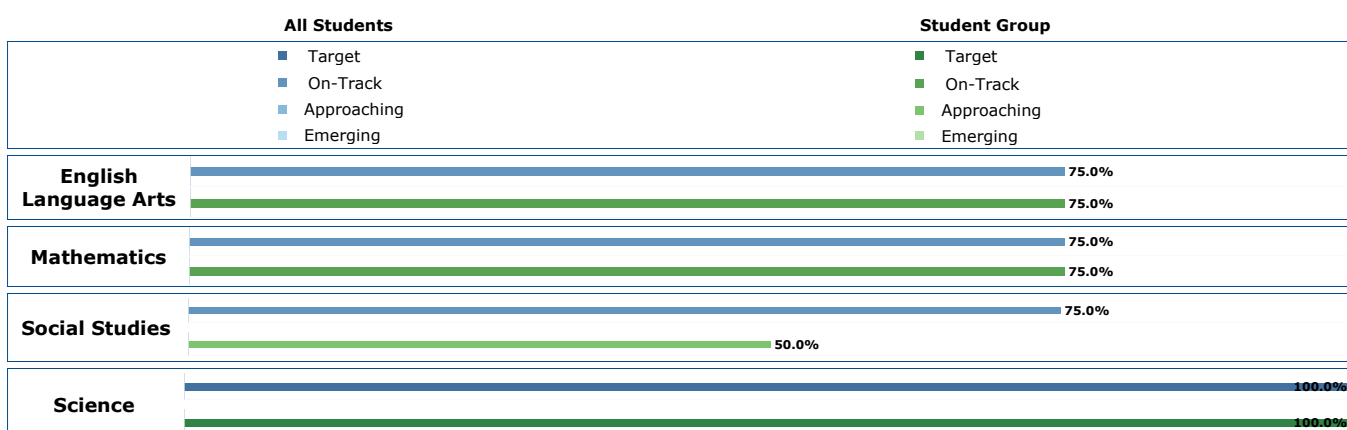 All Students Student Group
Target Target
On-Track On-Track
Approaching Approaching
Emerging Emerging
English
Language Arts
75.0%
75.0%
Mathematics
75.0%
75.0%
Social Studies
75.0%
50.0%
Science
100.0%
100.0%